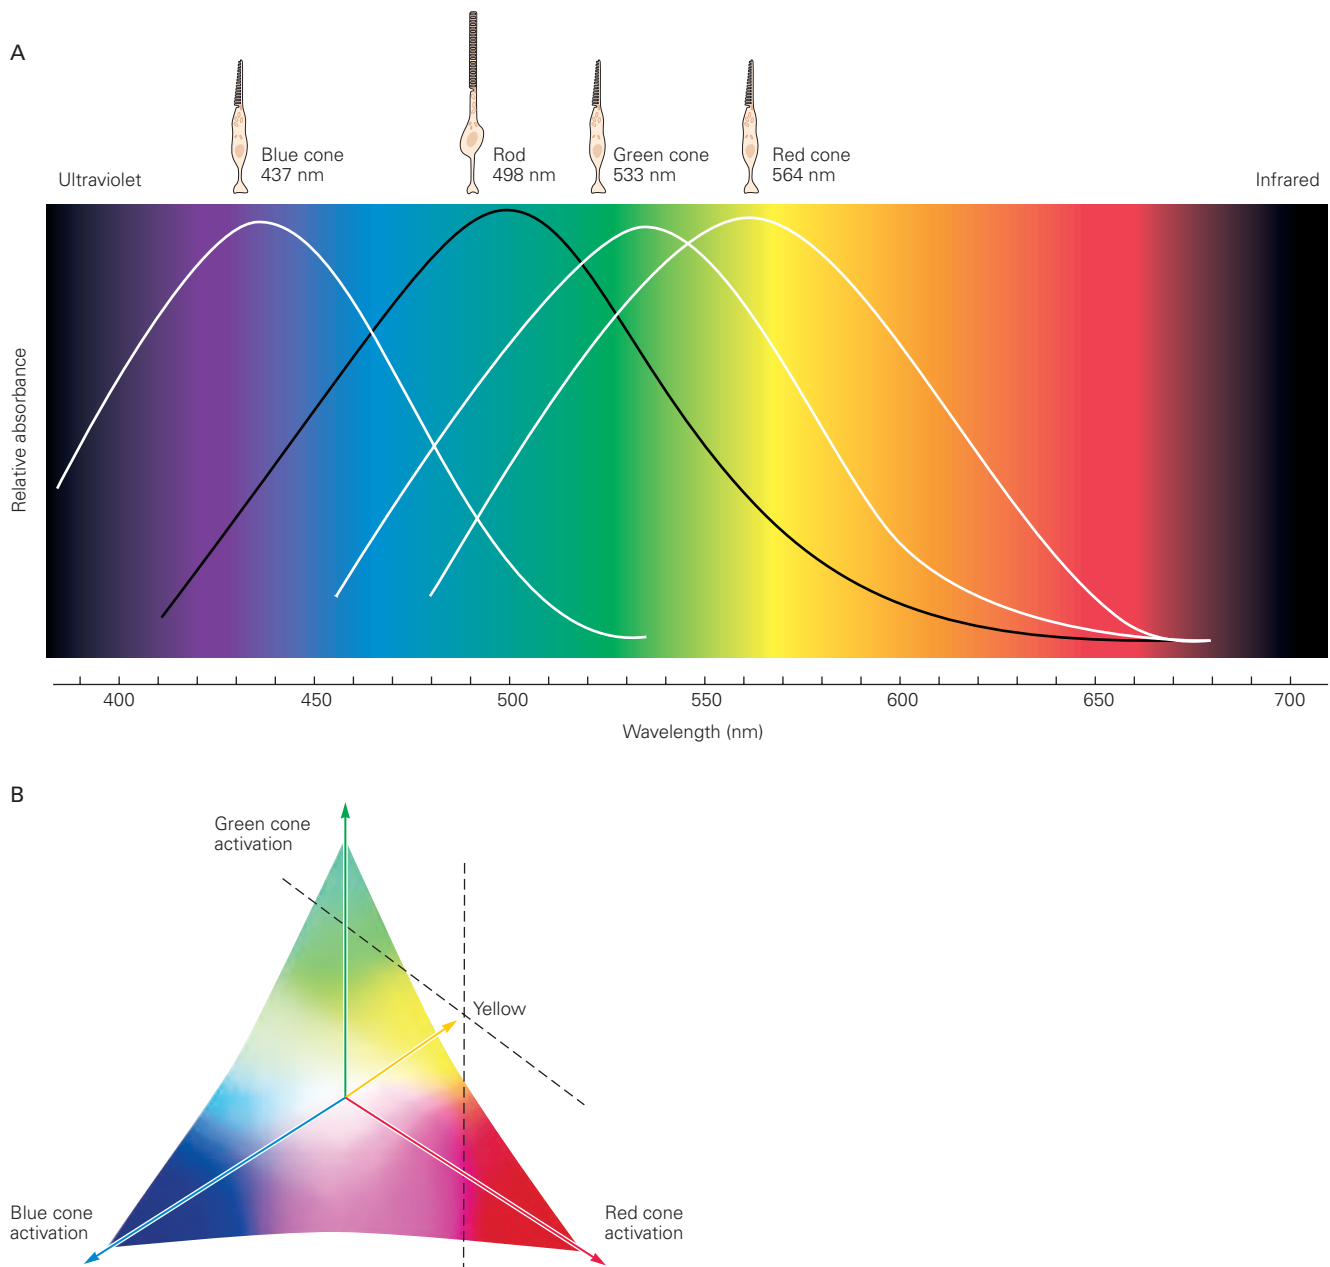 A
Blue cone
437 nm
Rod
498 nm
Green cone
533 nm
Red cone
564 nm
Ultraviolet
Infrared
Relative absorbance
400 450 500 550 600 650 700
Wavelength (nm)
B
Green cone
activation
Yellow
Blue cone
activation
Red cone
activation